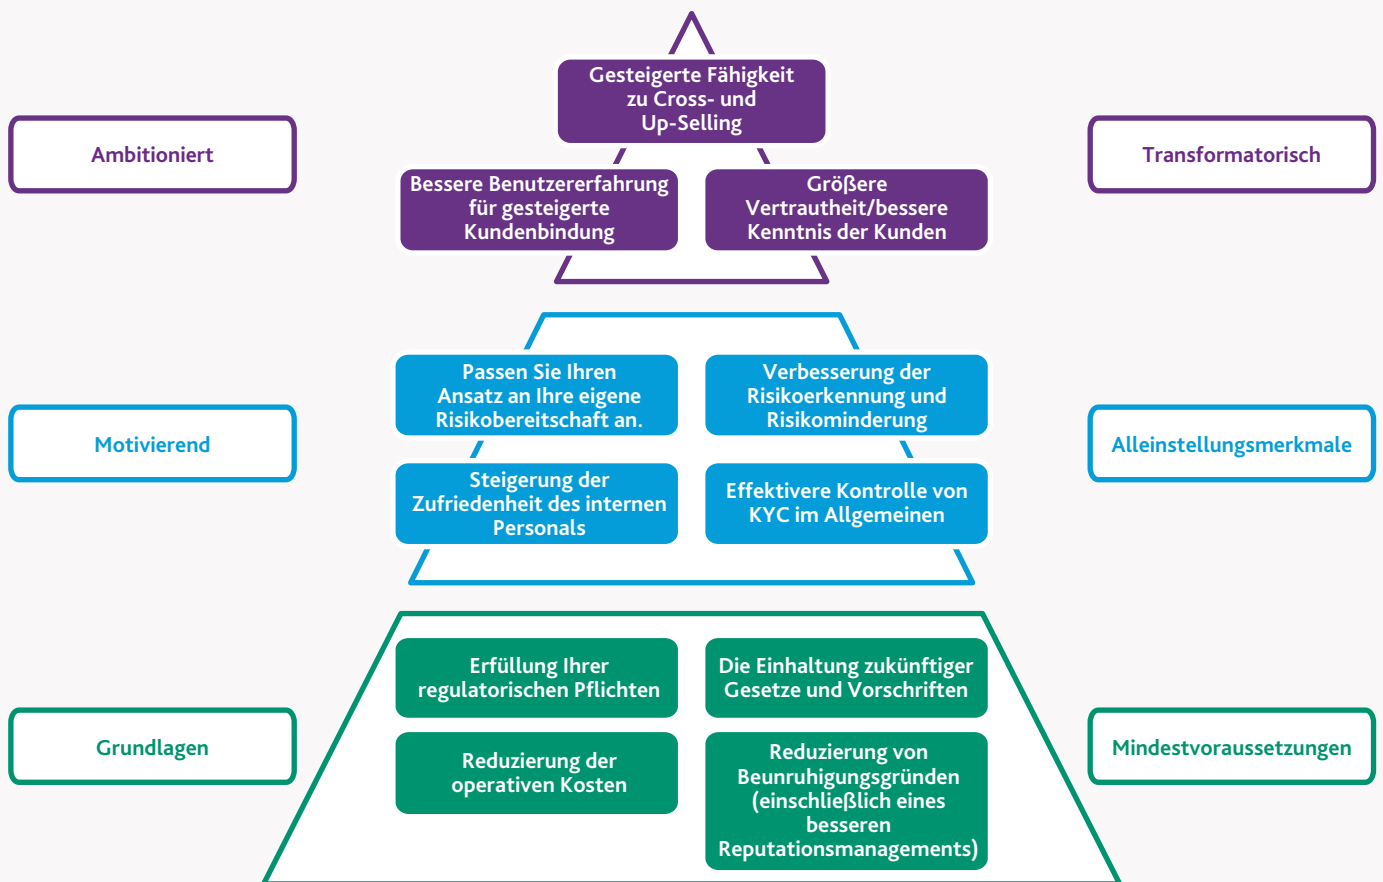 Gesteigerte Fähigkeit
zu Cross- und
Up-Selling
Ambitioniert
Transformatorisch
Bessere Benutzererfahrung
für gesteigerte
Kundenbindung
Größere
Vertrautheit/bessere
Kenntnis der Kunden
Passen Sie Ihren
Ansatz an Ihre eigene
Risikobereitschaft an.
Verbesserung der
Risikoerkennung und
Risikominderung
Motivierend
Alleinstellungsmerkmale
Steigerung der
Zufriedenheit des internen
Personals
Effektivere Kontrolle von
KYC im Allgemeinen
Erfüllung Ihrer
regulatorischen Pflichten
Die Einhaltung zukünftiger
Gesetze und Vorschriften
Grundlagen
Mindestvoraussetzungen
Reduzierung der
operativen Kosten
Reduzierung von
Beunruhigungsgründen
(einschließlich eines
besseren
Reputationsmanagements)